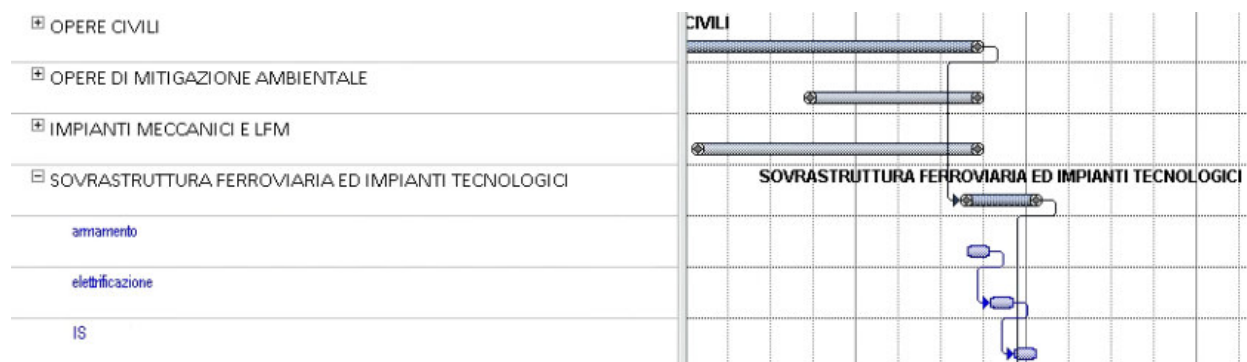 OPERE CIVILI
CIVILI
OPERE DI MITIGAZIONE AMBIENTALE
IMPIANTI MECCANICI E LFM
SOVRASTRUTTURA FERROVIARIA ED IMPIANTI TECNOLOGICI
SOVRASTRUTTURA FERROVIARIA ED IMPIANTI TECNOLOGICI
armamento
elettrificazione
IS